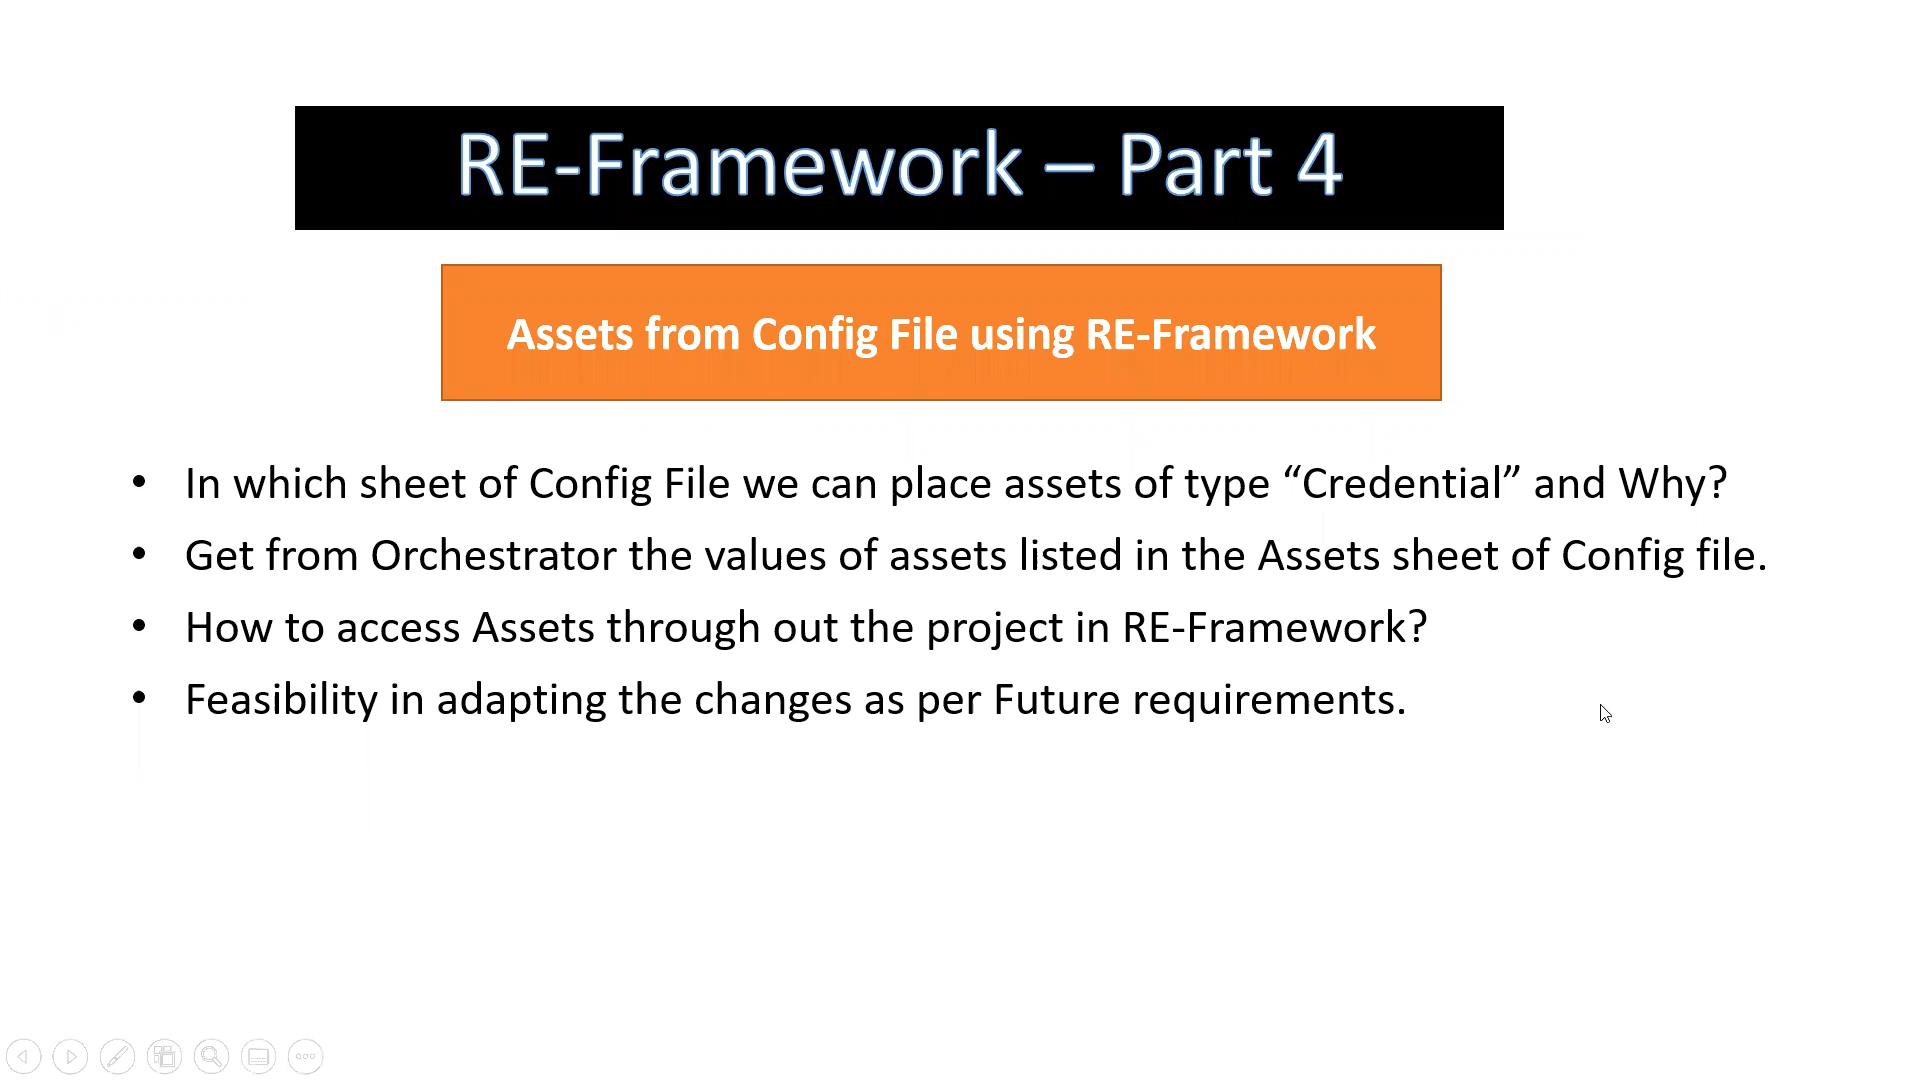 RE-Framework – Part 4
Assets from Config File using RE-Framework
• In which sheet of Config File we can place assets of type “Credential” and Why?
• Get from Orchestrator the values of assets listed in the Assets sheet of Config file.
• How to access Assets through out the project in RE-Framework?
• Feasibility in adapting the changes as per Future requirements.